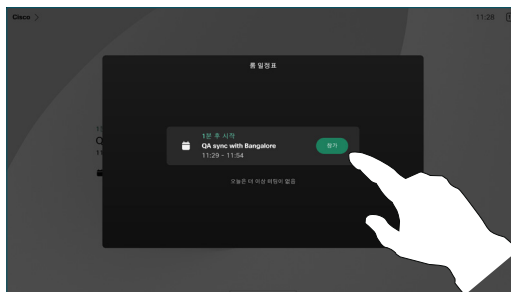 Cisco
11:28
룸 일정표
1분 후 시작
QA sync with Bangalore
11:29 - 11:54
참가
오늘은 더 이상 미팅이 없음